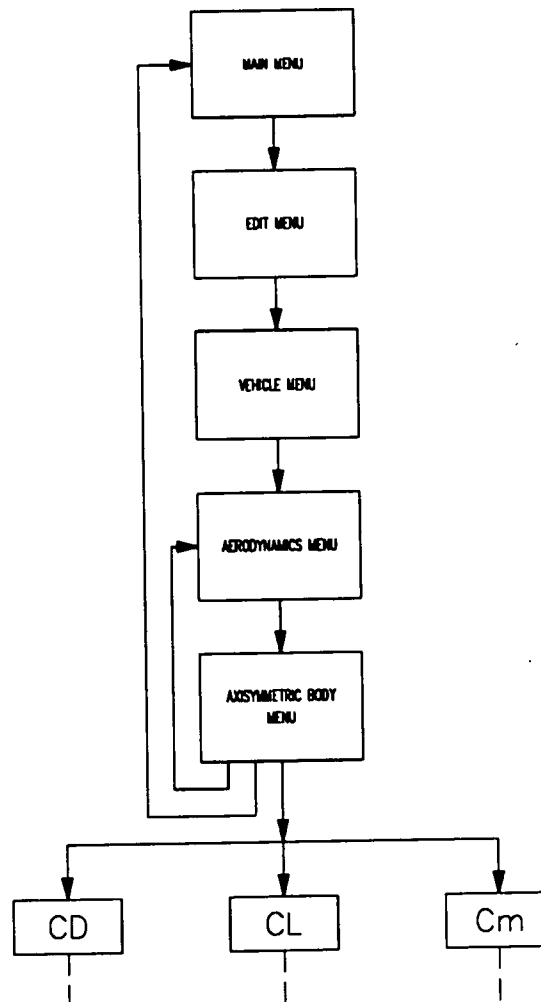 MAIN MENU
EDIT MENU
VEHICLE MENU
AERODYNAMICS MENU
AXISYMMETRIC BODY
MENU
CD
CL
Cm